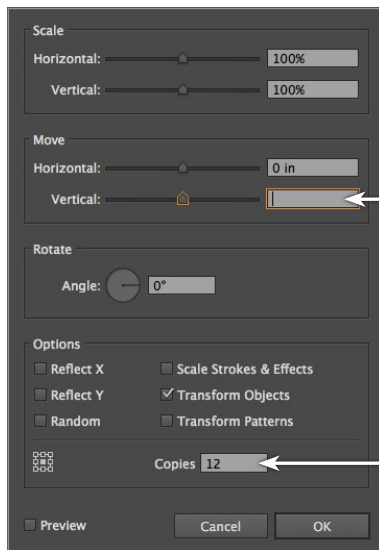 Scale
Horizontal: 100%
Vertical: 100%
Move
Horizontal: 0 in
Vertical:
Rotate
Angle: 0°
Options
Reflect X Scale Strokes & Effects
Reflect Y Transform Objects
Random Transform Patterns
Copies 12
Preview Cancel OK